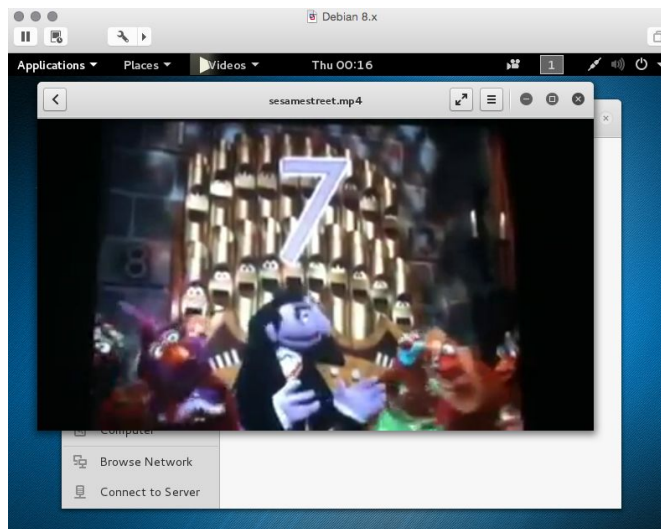 Debian 8.x
Applications Places Videos Thu 00:16 1
sesamestreet.mp4
7
8
Computer
Browse Network
Connect to Server